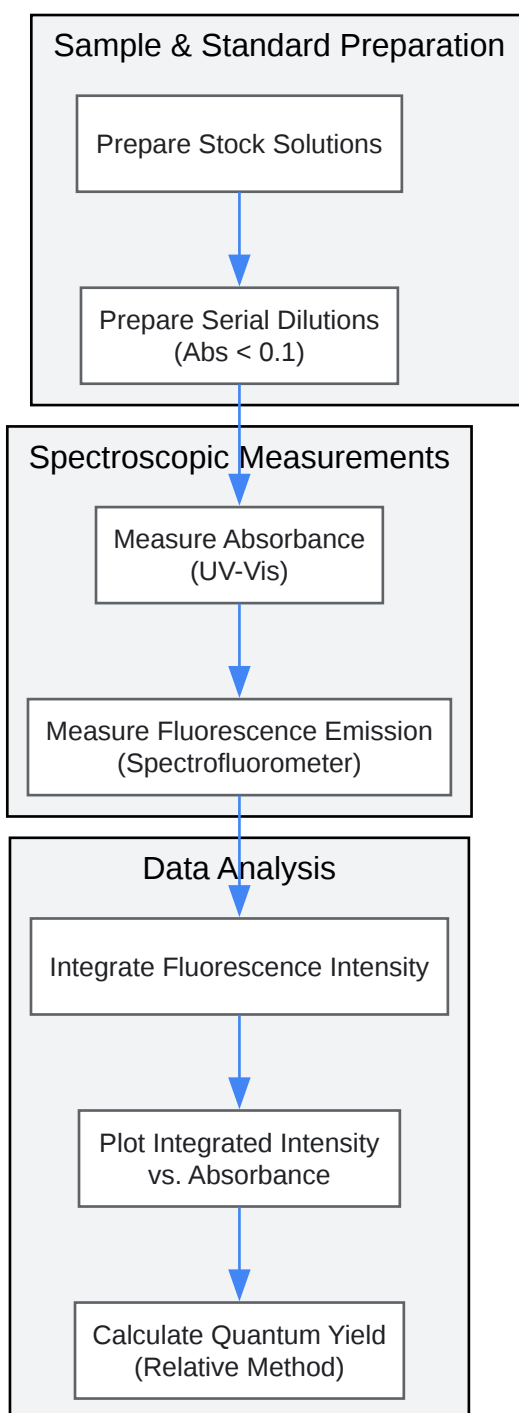 Sample & Standard Preparation
Prepare Stock Solutions
Prepare Serial Dilutions
(Abs < 0.1)
Spectroscopic Measurements
Measure Absorbance
(UV-Vis)
Measure Fluorescence Emission
(Spectrofluorometer)
Data Analysis
Integrate Fluorescence Intensity
Plot Integrated Intensity
vs. Absorbance
Calculate Quantum Yield
(Relative Method)